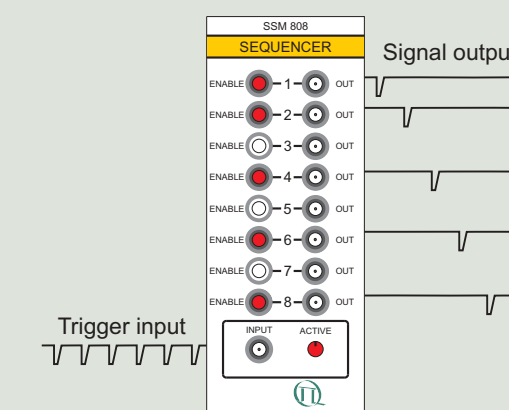 SSM 808
SEQUENCER
Signal outpu
ENABLE 1 OUT
ENABLE 2 OUT
ENABLE 3 OUT
ENABLE 4 OUT
ENABLE 5 OUT
ENABLE 6 OUT
ENABLE 7 OUT
ENABLE 8 OUT
Trigger input
INPUT ACTIVE